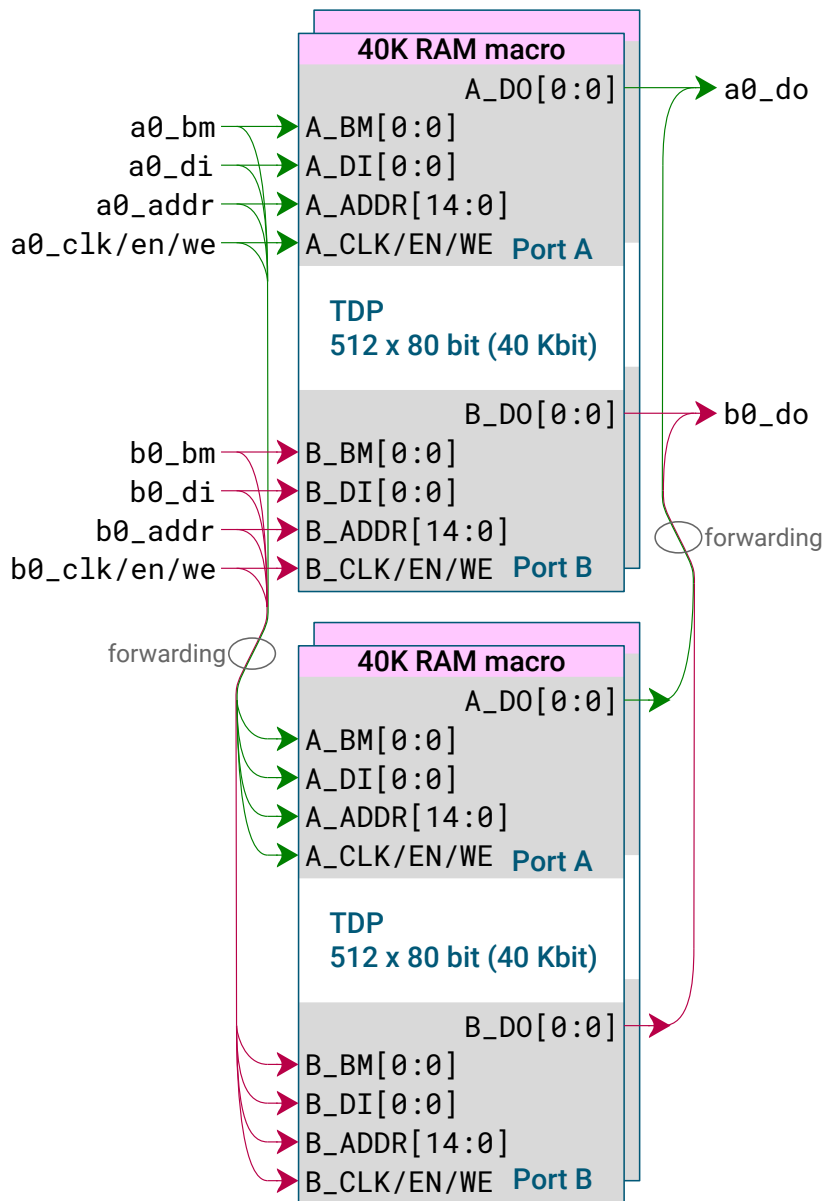 40K RAM macro
A_DO[0:0]
a0_do
a0_bm
A_BM[0:0]
a0_di
A_DI[0:0]
a0_addr
A_ADDR[14:0]
a0_clk/en/we
A_CLK/EN/WE
Port A
TDP
512 x 80 bit (40 Kbit)
B_DO[0:0]
b0_do
b0_bm
B_BM[0:0]
b0_di
B_DI[0:0]
b0_addr
B_ADDR[14:0]
forwarding
b0_clk/en/we
B_CLK/EN/WE
Port B
forwarding
40K RAM macro
A_DO[0:0]
A_BM[0:0]
A_DI[0:0]
A_ADDR[14:0]
A_CLK/EN/WE
Port A
TDP
512 x 80 bit (40 Kbit)
B_DO[0:0]
B_BM[0:0]
B_DI[0:0]
B_ADDR[14:0]
B_CLK/EN/WE
Port B